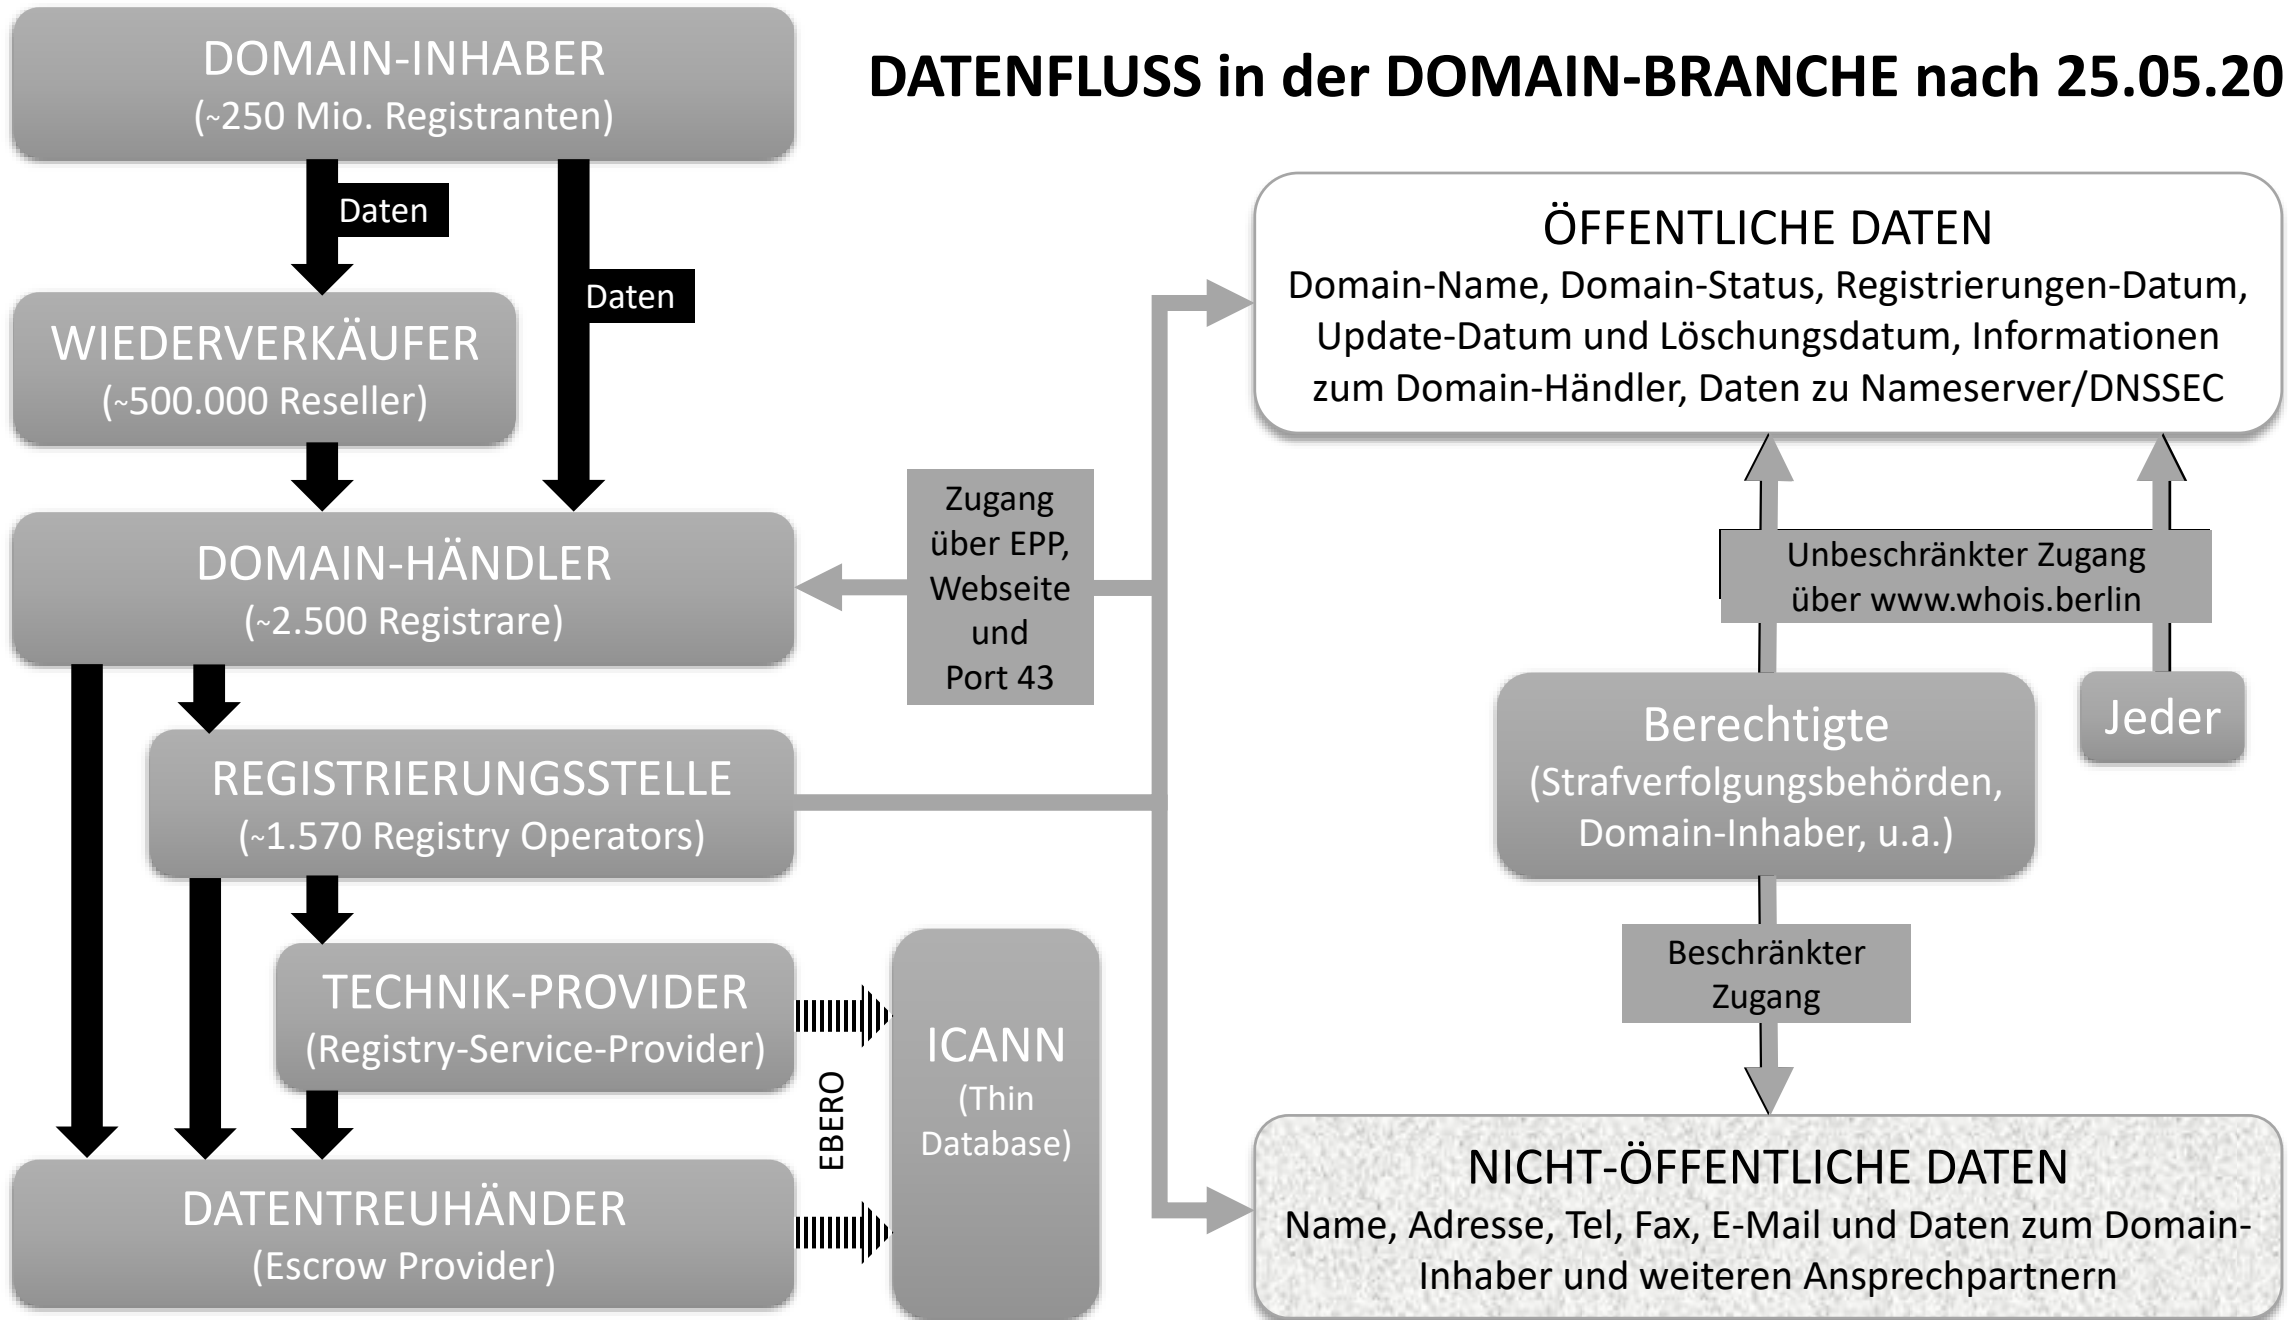 DOMAIN-INHABER
(~250 Mio. Registranten)
DATENFLUSS in der DOMAIN-BRANCHE nach 25.05.20
Daten
Daten
WIEDERVERKÄUFER
(~500.000 Reseller)
DOMAIN-HÄNDLER
(~2.500 Registrare)
REGISTRIERUNGSSTELLE
(~1.570 Registry Operators)
TECHNIK-PROVIDER
(Registry-Service-Provider)
DATENTREUHÄNDER
(Escrow Provider)
EBERO
ICANN
(Thin
Database)
Zugang
über EPP,
Webseite
und
Port 43
ÖFFENTLICHE DATEN
Domain-Name, Domain-Status, Registrierungen-Datum,
Update-Datum und Löschungsdatum, Informationen
zum Domain-Händler, Daten zu Nameserver/DNSSEC
Unbeschränkter Zugang
über www.whois.berlin
Berechtigte
(Strafverfolgungsbehörden,
Domain-Inhaber, u.a.)
Jeder
Beschränkter
Zugang
NICHT-ÖFFENTLICHE DATEN
Name, Adresse, Tel, Fax, E-Mail und Daten zum Domain-
Inhaber und weiteren Ansprechpartnern